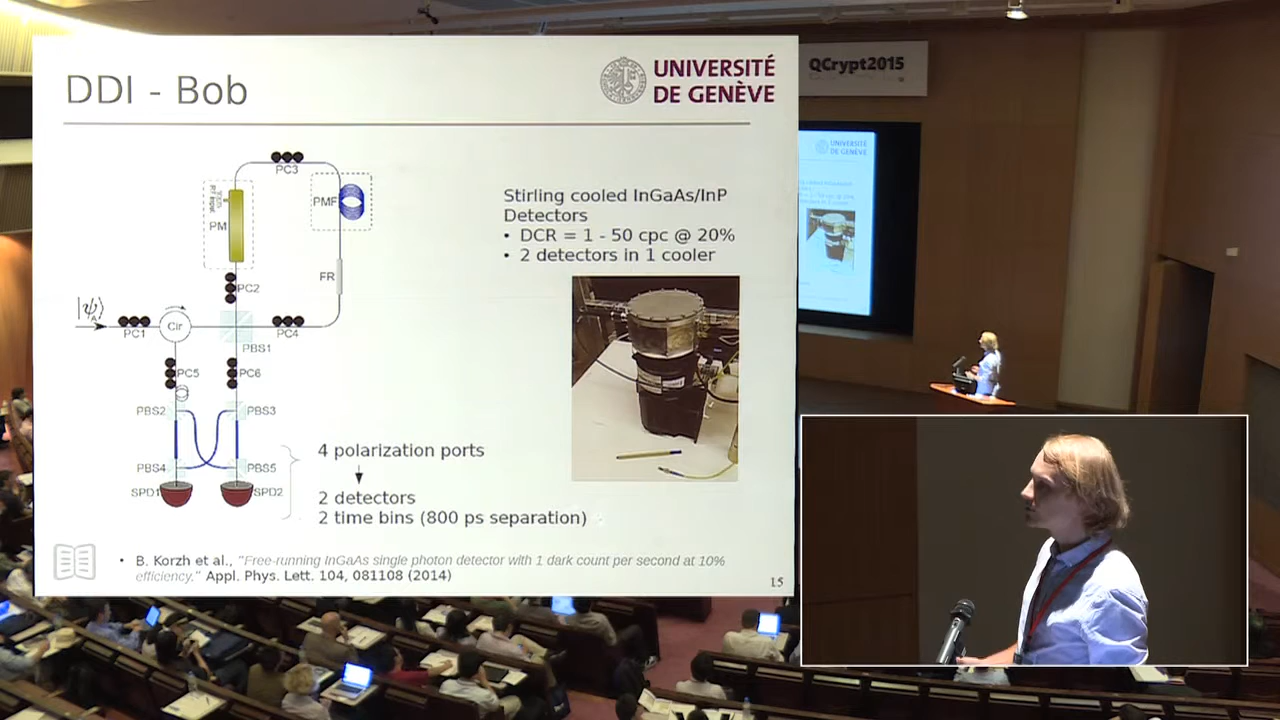 DDI - Bob
UNIVERSITÉ
DE GENÈVE
QCrypt2015
UNIVERSITÉ
DE GENÈVE
PC3
PMF
PM
Stirling cooled InGaAs/InP
Detectors
• DCR = 1 - 50 cpc @ 20%
• 2 detectors in 1 cooler
FR
PC2
|ψ⟩
PC1
Cir
PC4
PBS1
PC5
PC6
PBS2
PBS3
PBS4
PBS5
SPD1
SPD2
4 polarization ports
2 detectors
2 time bins (800 ps separation)
• B. Korzh et al., "Free-running InGaAs single photon detector with 1 dark count per second at 10%
efficiency." Appl. Phys. Lett. 104, 081108 (2014)
15